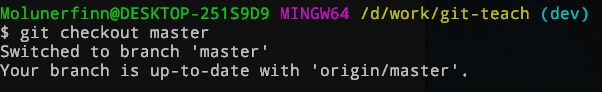 Molunerfinn@DESKTOP-251S9D9 MINGW64 /d/work/git-teach (dev)
$ git checkout master
Switched to branch 'master'
Your branch is up-to-date with 'origin/master'.